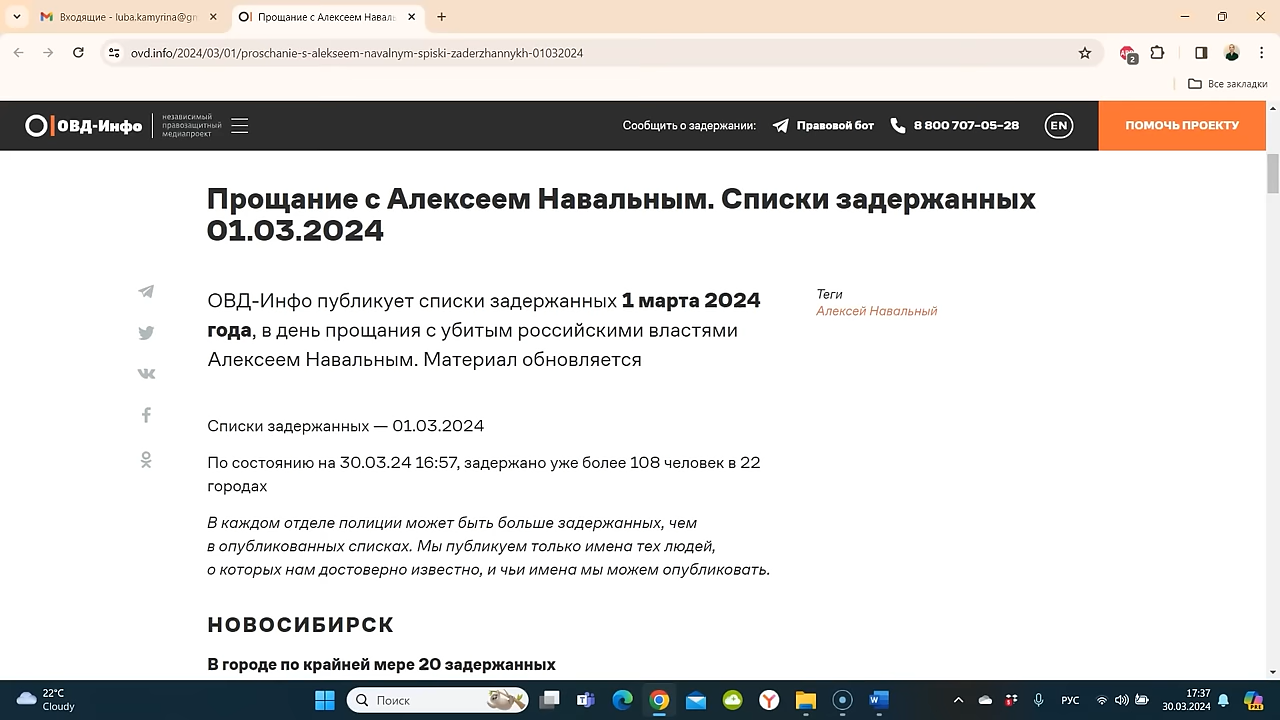 Входящие - luba.kamyrina@gn
Прощание с Алексеем Наваль
ovd.info/2024/03/01/proschanie-s-alekseem-navalnym-spiski-zaderzhannykh-01032024
2
Все закладки
ОВД-Инфо
независимый
правозащитный
медиапроект
Сообщить о задержании:
Правовой бот
8 800 707-05-28
EN
ПОМОЧЬ ПРОЕКТУ
Прощание с Алексеем Навальным. Списки задержанных
01.03.2024
ОВД-Инфо публикует списки задержанных 1 марта 2024
года, в день прощания с убитым российскими властями
Алексеем Навальным. Материал обновляется
Теги
Алексей Навальный
Списки задержанных — 01.03.2024
По состоянию на 30.03.24 16:57, задержано уже более 108 человек в 22
городах
В каждом отделе полиции может быть больше задержанных, чем
в опубликованных списках. Мы публикуем только имена тех людей,
о которых нам достоверно известно, и чьи имена мы можем опубликовать.
НОВОСИБИРСК
В городе по крайней мере 20 задержанных
22°C
Cloudy
Поиск
РУС
17:37
30.03.2024